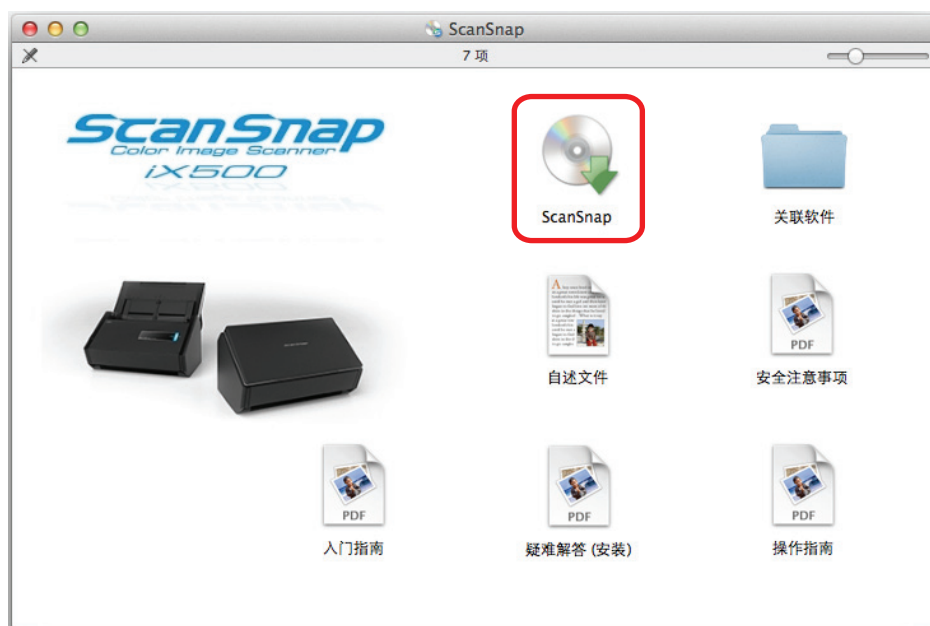 ScanSnap
7 项
ScanSnap
Color Image Scanner
iX500
ScanSnap
关联软件
自述文件
PDF
安全注意事项
PDF
入门指南
PDF
疑难解答 (安装)
PDF
操作指南